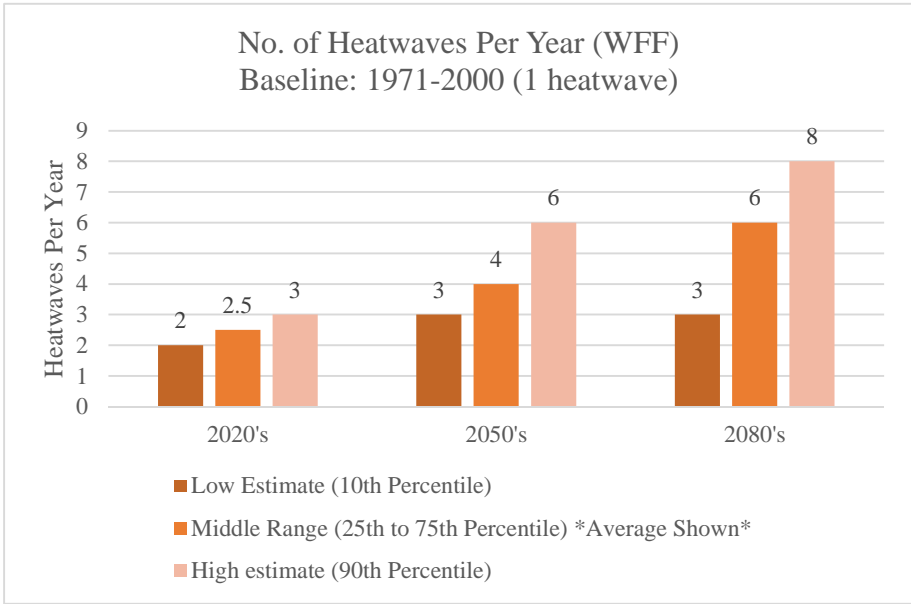 No. of Heatwaves Per Year (WFF)
Baseline: 1971-2000 (1 heatwave)
Heatwaves Per Year
9
8
7
6
5
4
3
2
1
0
2
2.5
3
3
4
6
3
6
8
2020's
2050's
2080's
Low Estimate (10th Percentile)
Middle Range (25th to 75th Percentile) *Average Shown*
High estimate (90th Percentile)